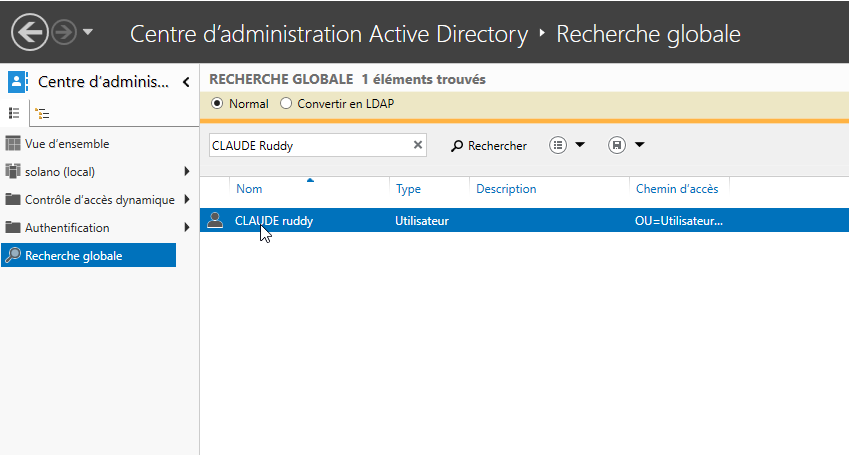 Centre d'administration Active Directory ‣ Recherche globale
Centre d'adminis...
RECHERCHE GLOBALE 1 éléments trouvés
Normal Convertir en LDAP
CLAUDE Ruddy Rechercher
Vue d'ensemble
solano (local)
Contrôle d'accès dynamique
Authentification
Recherche globale
Nom Type Description Chemin d'accès
CLAUDE ruddy Utilisateur OU=Utilisateur...